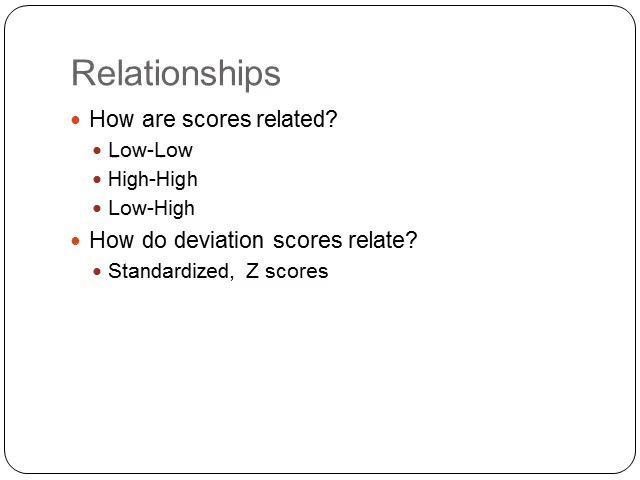 Relationships
How are scores related?
Low-Low
High-High
Low-High
How do deviation scores relate?
Standardized, Z scores